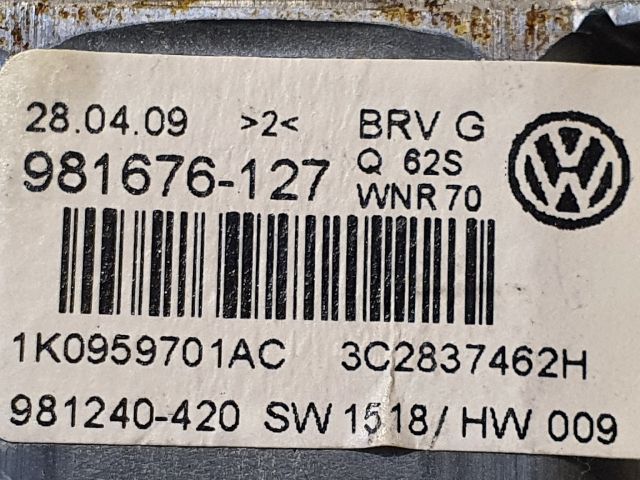 28.04.09 >2< BRV G
981676-127 Q 62S
WNR 70
1K0959701AC 3C2837462H
981240-420 SW 1518/ HW 009